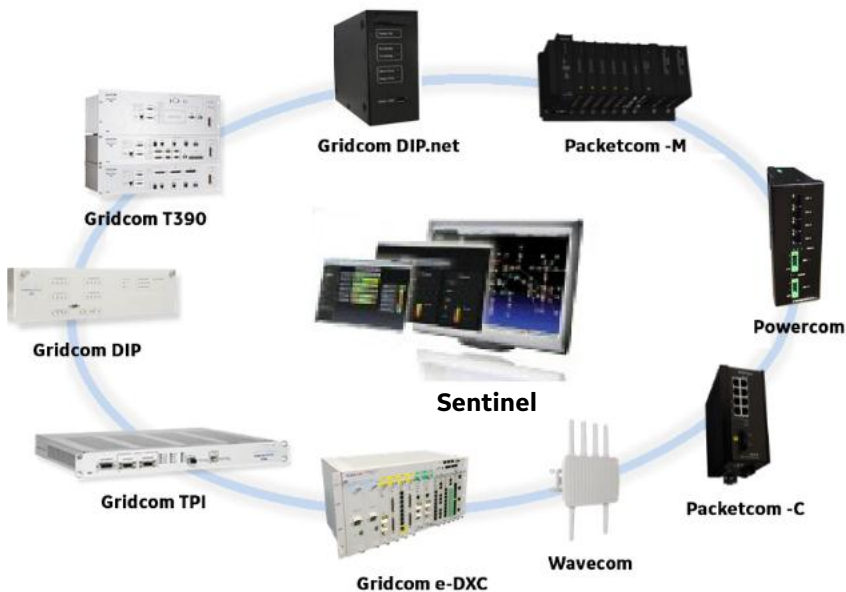 Gridcom DIP.net
Packetcom -M
Gridcom T390
Powercom
Gridcom DIP
Sentinel
Gridcom TPI
Packetcom -C
Wavecom
Gridcom e-DXC